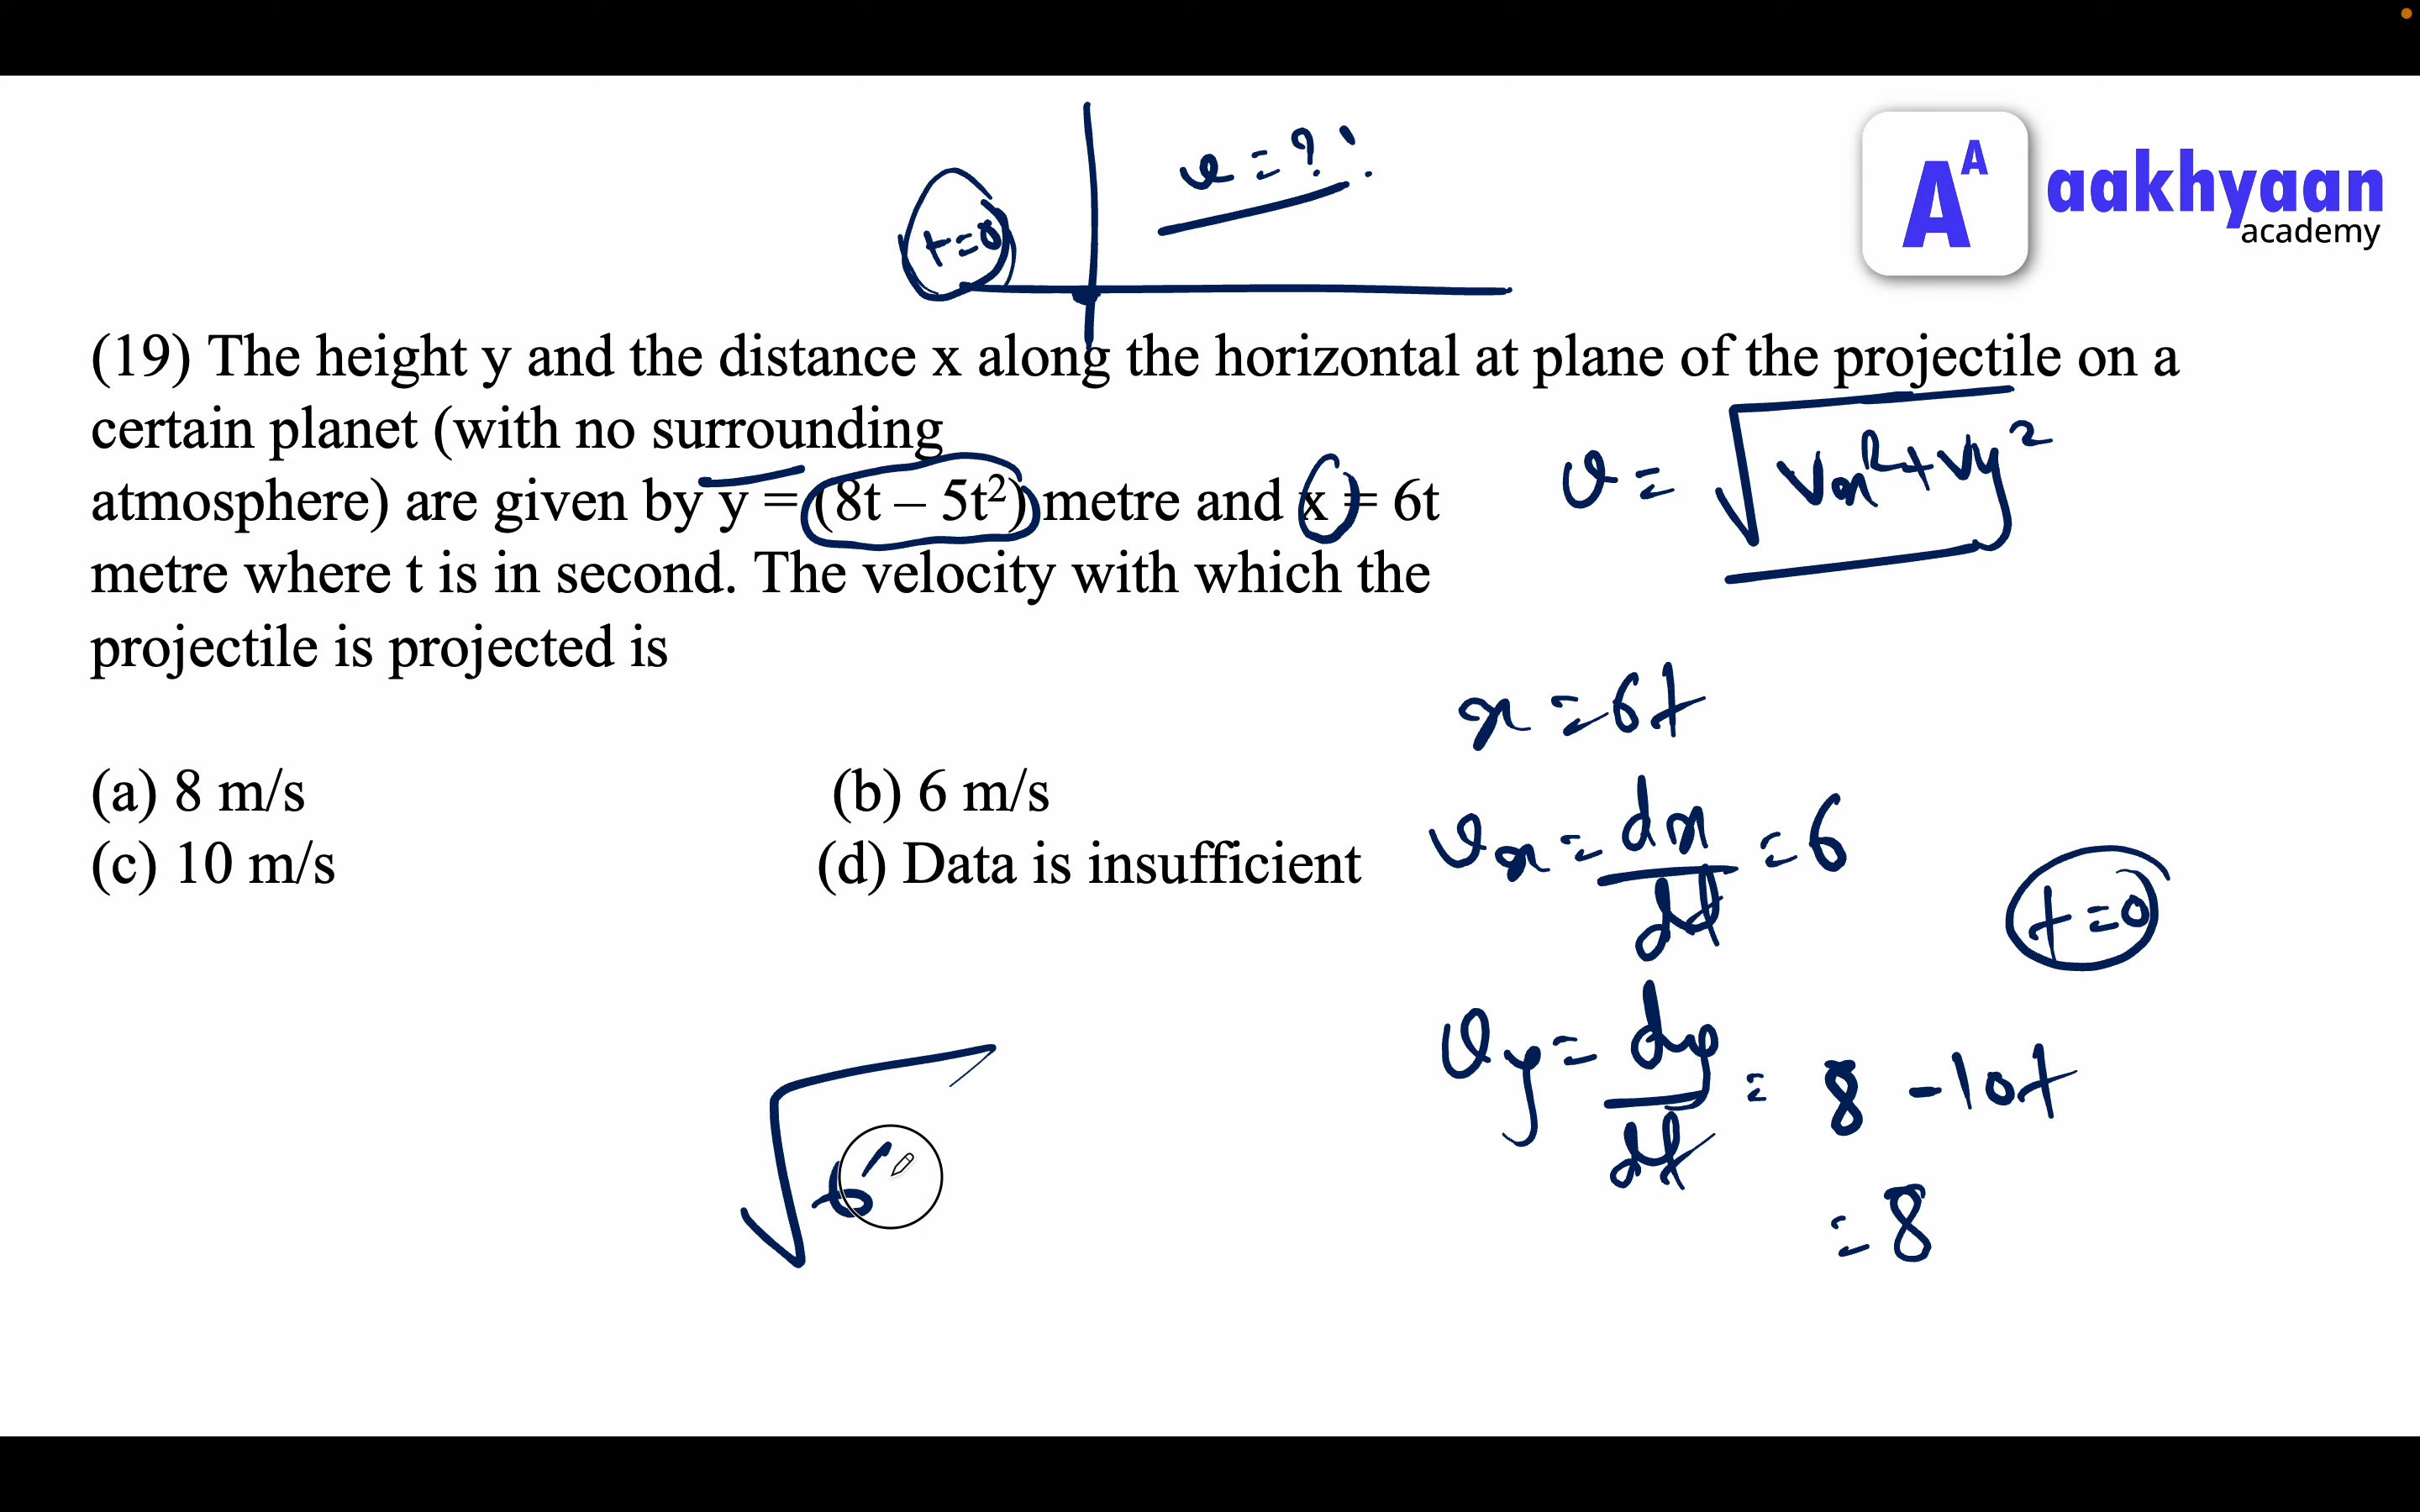 v = ?
t=0
A A aakhyaan
academy
(19) The height y and the distance x along the horizontal at plane of the projectile on a
certain planet (with no surrounding
atmosphere) are given by y = (8t – 5t²) metre and x = 6t
metre where t is in second. The velocity with which the
projectile is projected is
v = √vx²+vy²
x = 6t
(a) 8 m/s (b) 6 m/s
(c) 10 m/s (d) Data is insufficient
vx = dx/dt = 6
t=0
vy = dy/dt = 8 - 10t
= 8
√6